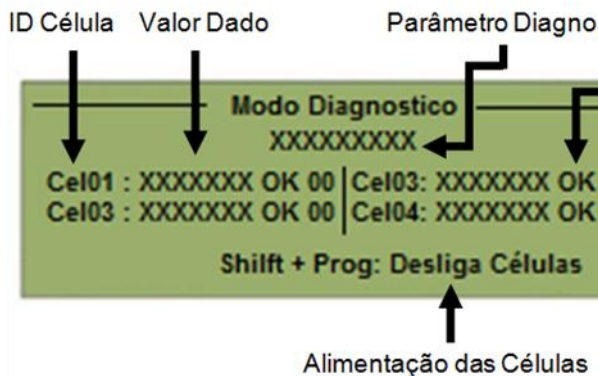 ID Célula Valor Dado Parâmetro Diagno
Modo Diagnostico
XXXXXXXXX
Cel01 : XXXXXXX OK 00 Cel03: XXXXXXX OK
Cel03 : XXXXXXX OK 00 Cel04: XXXXXXX OK
Shilft + Prog: Desliga Células
Alimentação das Células